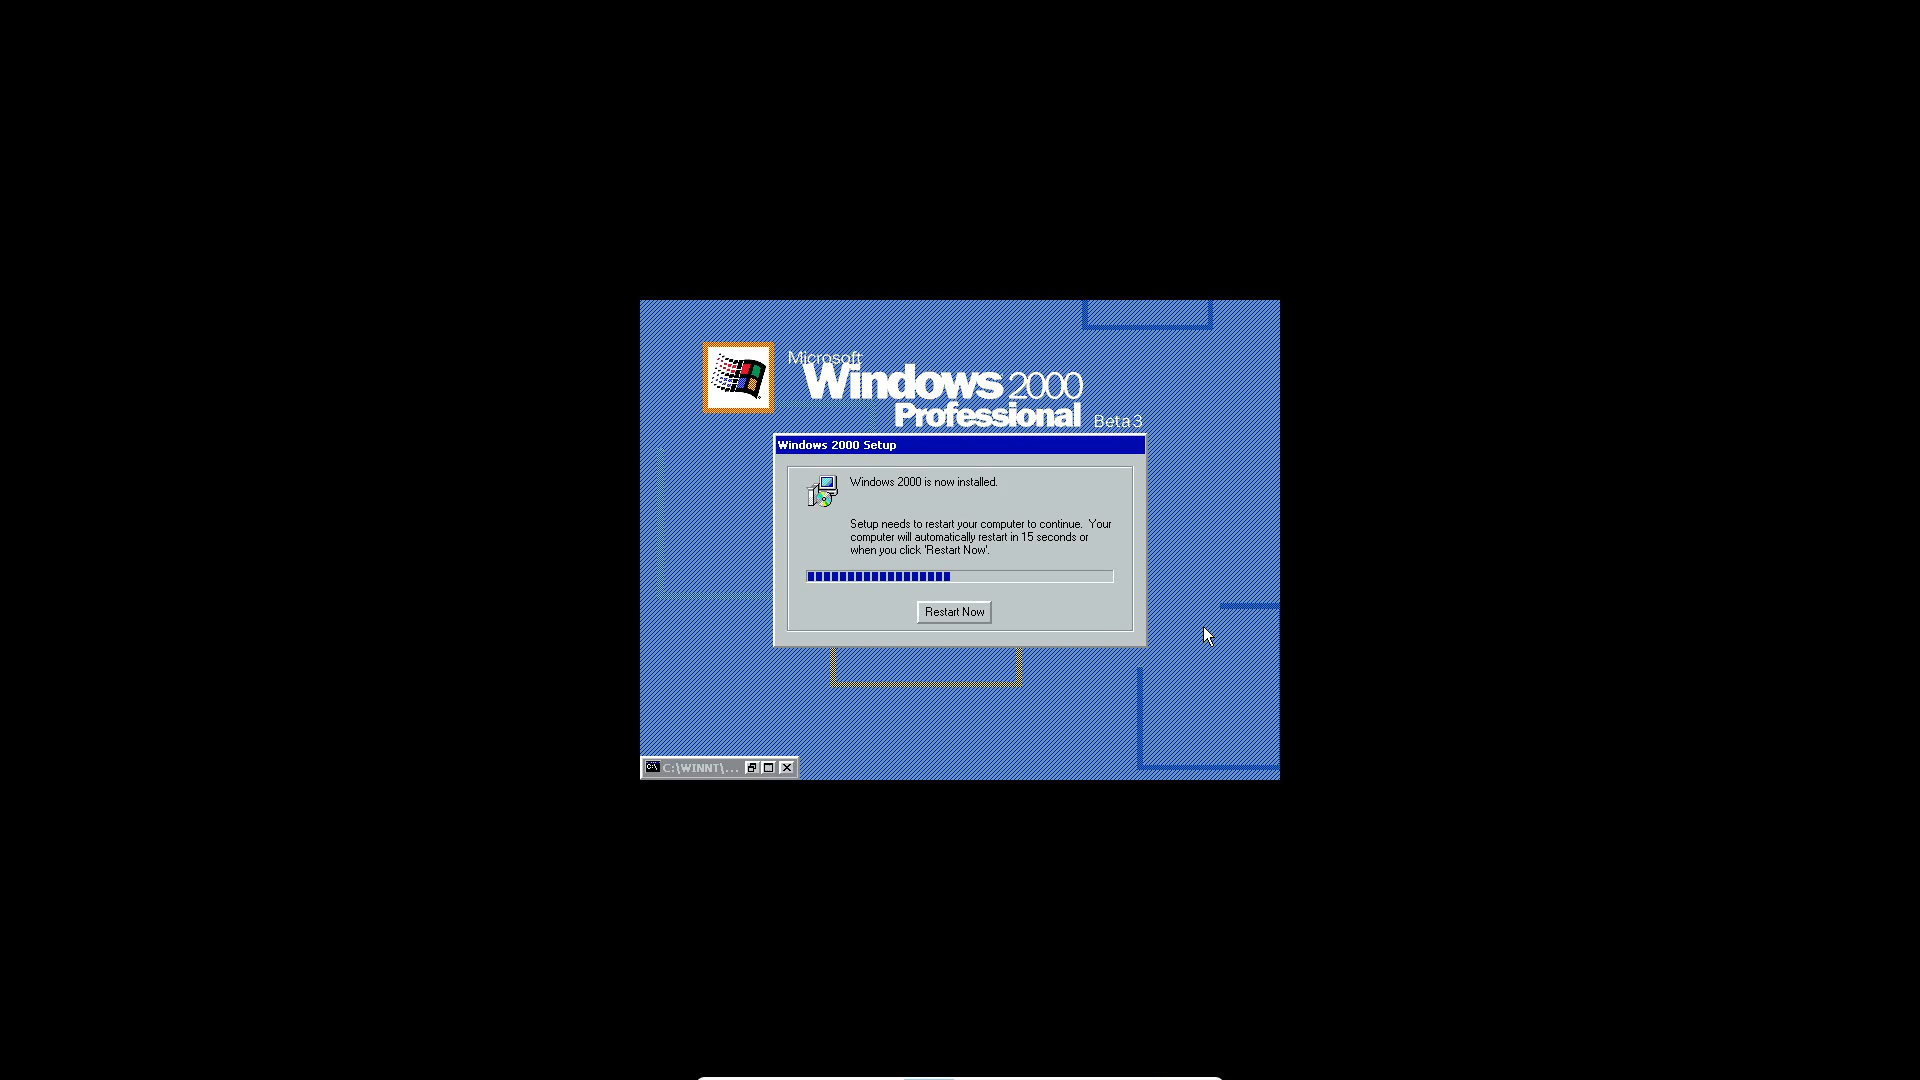 Microsoft
Windows 2000
Professional Beta 3
Windows 2000 Setup
Windows 2000 is now installed.
Setup needs to restart your computer to continue. Your
computer will automatically restart in 15 seconds or
when you click 'Restart Now'.
Restart Now
C:\WINNT\...